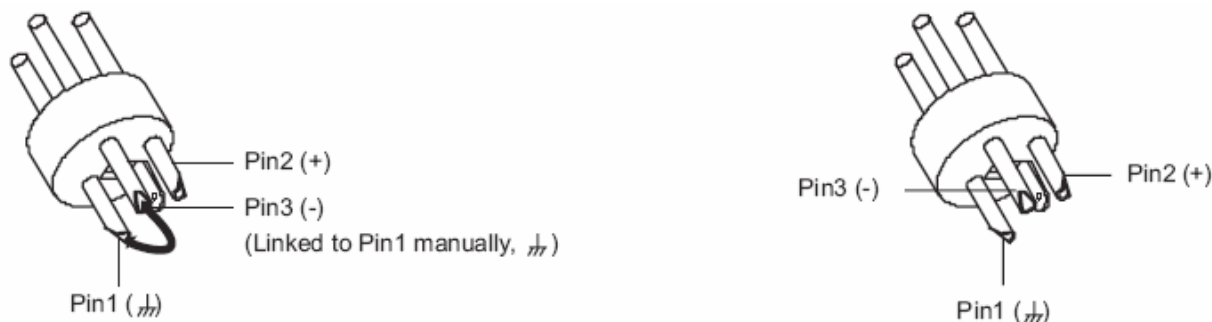 Pin2 (+)
Pin3 (-)
(Linked to Pin1 manually, ⏚)
Pin1 (⏚)
Pin3 (-)
Pin2 (+)
Pin1 (⏚)